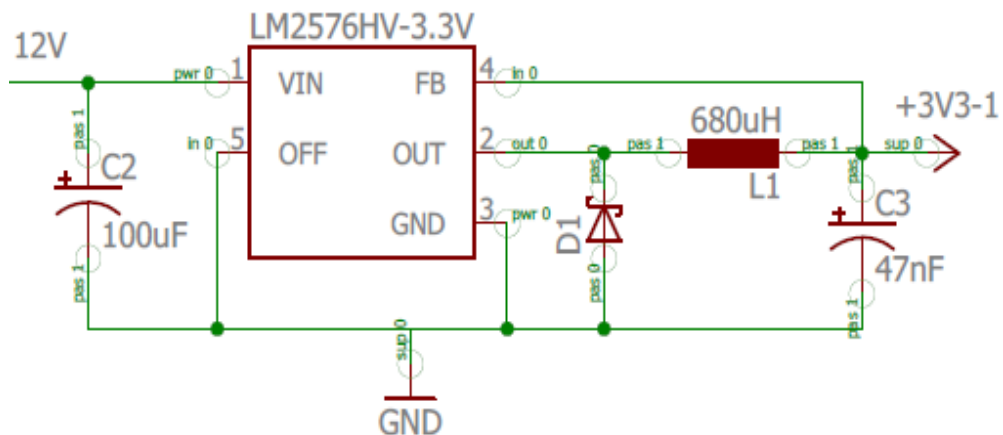 LM2576HV-3.3V
12V
pwr 0
1
VIN
FB
4
in 0
+3V3-1
pas 1
in 0
5
OFF
OUT
2
out 0
pas 0
pas 1
680uH
pas 1
pas 1
sup 0
C2
+
L1
C3
+
100uF
GND
3
pwr 0
D1
47nF
pas 1
pas 0
pas 1
sup 0
GND